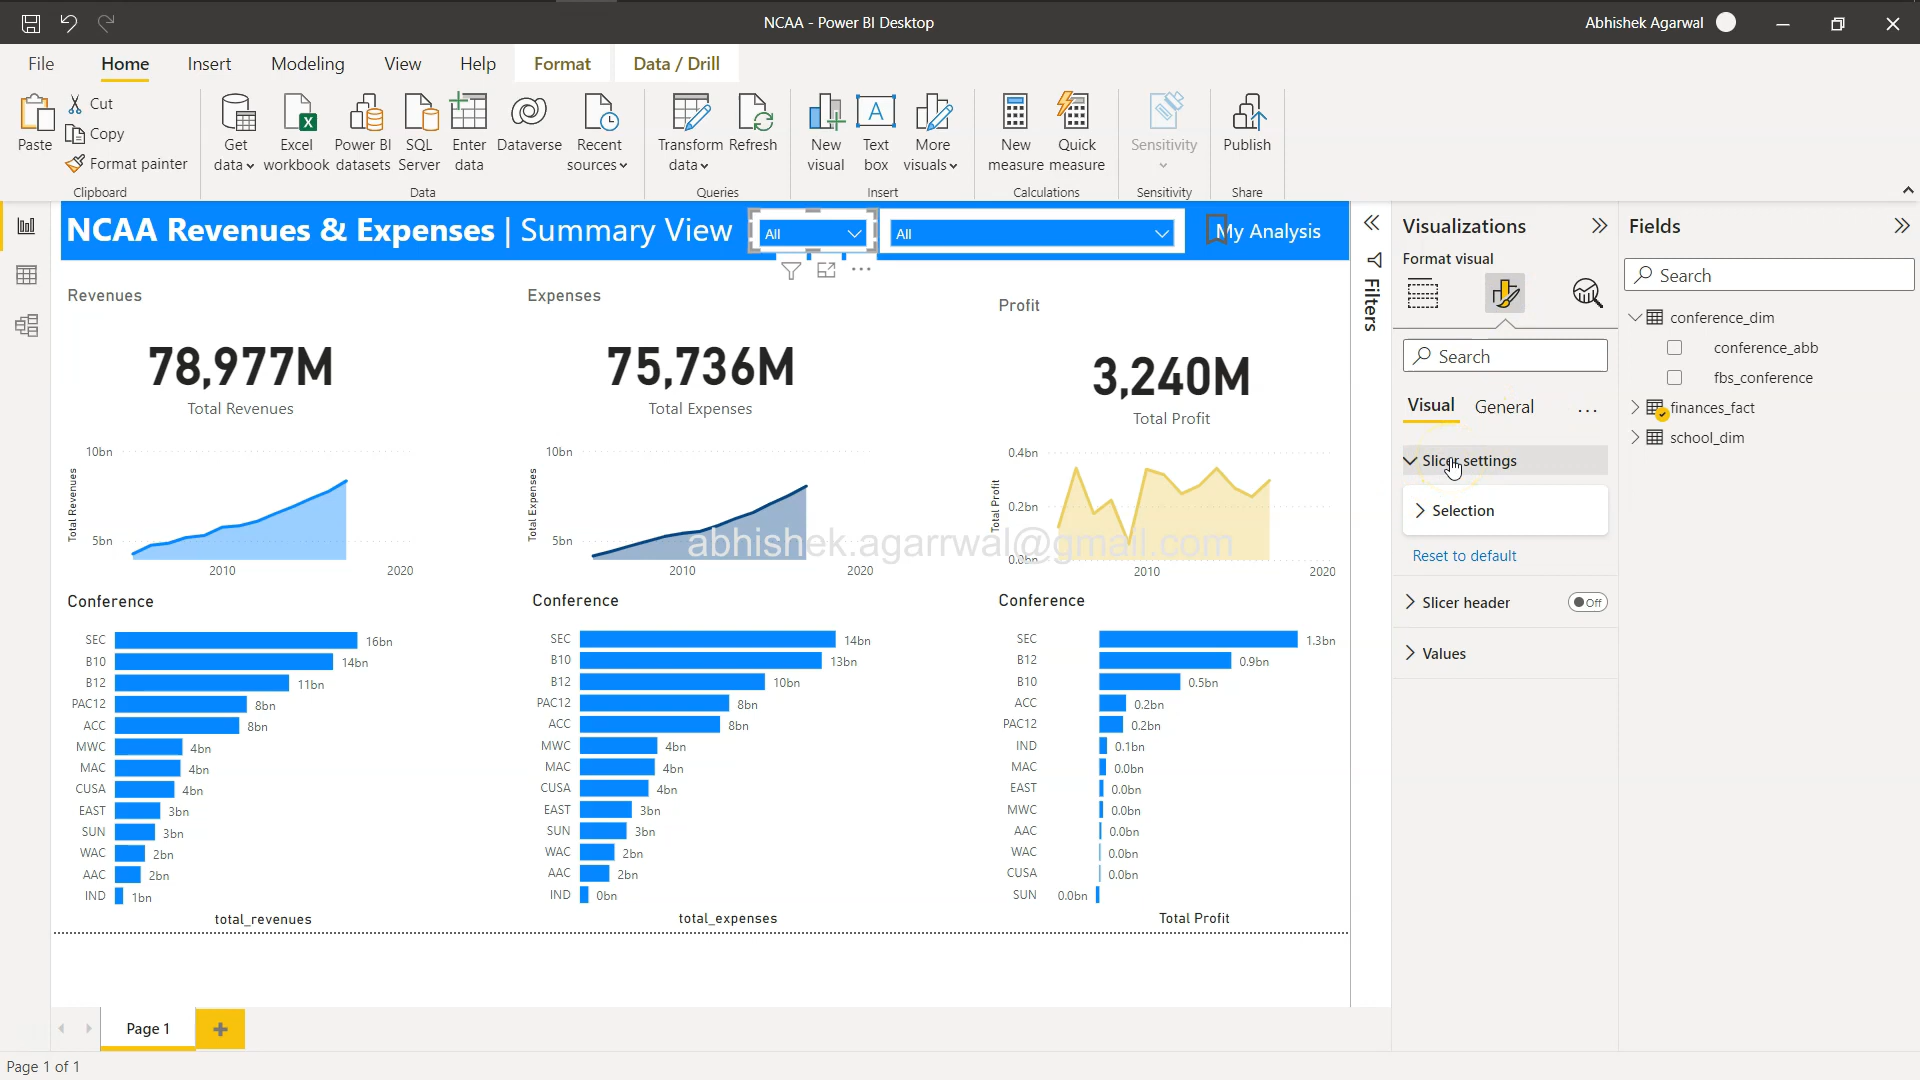 NCAA - Power BI Desktop
Abhishek Agarwal
File Home Insert Modeling View Help Format Data / Drill
Paste
Cut
Copy
Format painter
Clipboard
Get data
Excel workbook
Power BI datasets
SQL Server
Enter data
Dataverse
Recent sources
Data
Transform data
Refresh
Queries
New visual
Text box
More visuals
Insert
New measure
Quick measure
Calculations
Sensitivity
Sensitivity
Publish
Share
NCAA Revenues & Expenses | Summary View
All
All
My Analysis
Revenues
78,977M
Total Revenues
Total Revenues
10bn
5bn
2010 2020
Conference
SEC 16bn
B10 14bn
B12 11bn
PAC12 8bn
ACC 8bn
MWC 4bn
MAC 4bn
CUSA 4bn
EAST 3bn
SUN 3bn
WAC 2bn
AAC 2bn
IND 1bn
total_revenues
Expenses
75,736M
Total Expenses
Total Expenses
10bn
5bn
2010 2020
Conference
SEC 14bn
B10 13bn
B12 10bn
PAC12 8bn
ACC 8bn
MWC 4bn
MAC 4bn
CUSA 4bn
EAST 3bn
SUN 3bn
WAC 2bn
AAC 2bn
IND 0bn
total_expenses
Profit
3,240M
Total Profit
Total Profit
0.4bn
0.2bn
0.0bn
2010 2020
Conference
SEC 1.3bn
B12 0.9bn
B10 0.5bn
ACC 0.2bn
PAC12 0.2bn
IND 0.1bn
MAC 0.0bn
EAST 0.0bn
MWC 0.0bn
AAC 0.0bn
WAC 0.0bn
CUSA 0.0bn
SUN 0.0bn
Total Profit
abhishek.agarrwal@gmail.com
Filters
Visualizations
Format visual
Search
Visual General ...
Slicer settings
Selection
Reset to default
Slicer header Off
Values
Fields
Search
conference_dim
conference_abb
fbs_conference
finances_fact
school_dim
Page 1
Page 1 of 1